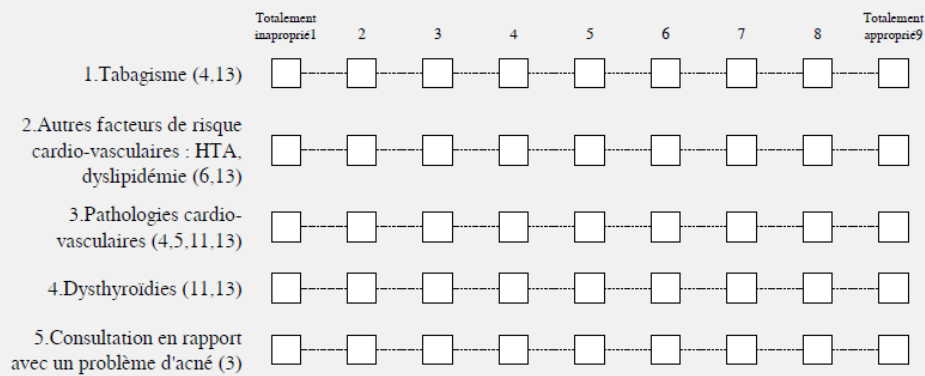 Totalement
inaproprié1 2 3 4 5 6 7 8 Totalement
approprié9
1.Tabagisme (4,13)
2.Autres facteurs de risque
cardio-vasculaires : HTA,
dyslipidémie (6,13)
3.Pathologies cardio-
vasculaires (4,5,11,13)
4.Dysthyroïdies (11,13)
5.Consultation en rapport
avec un problème d'acné (3)